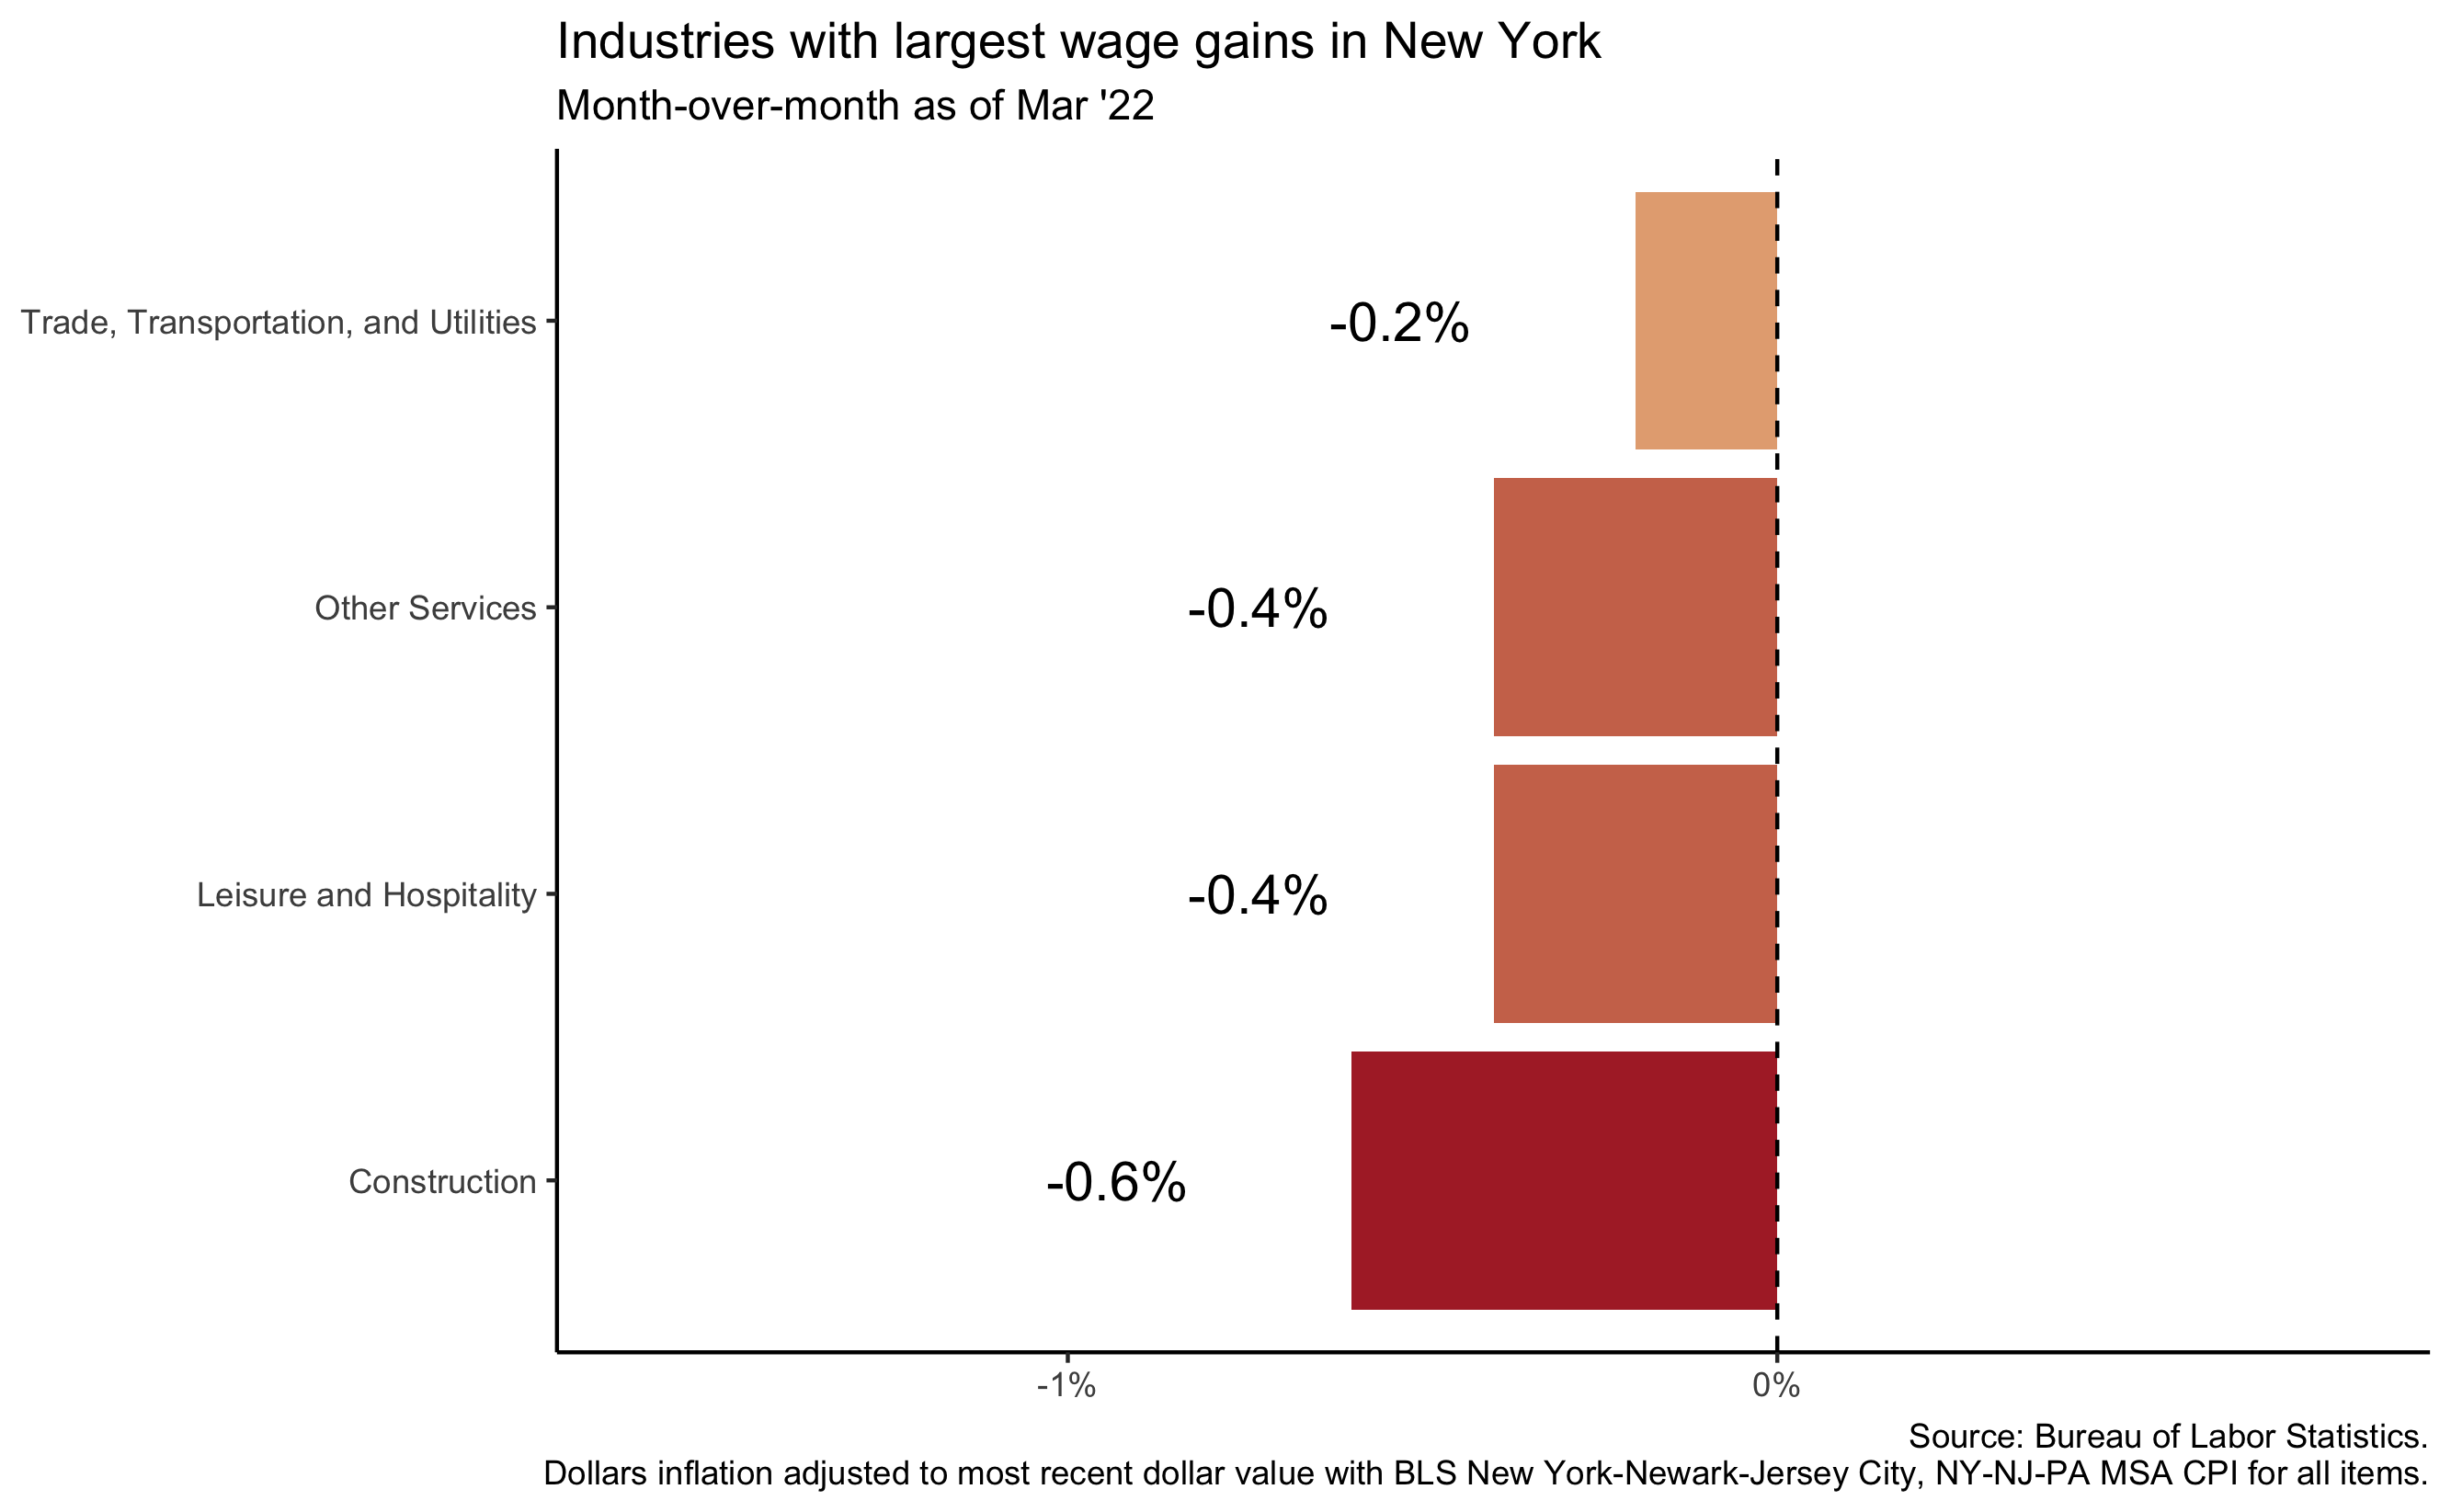 Industries with largest wage gains in New York
Month-over-month as of Mar '22
Trade, Transportation, and Utilities
-0.2%
Other Services
-0.4%
Leisure and Hospitality
-0.4%
Construction
-0.6%
-1%
0%
Source: Bureau of Labor Statistics.
Dollars inflation adjusted to most recent dollar value with BLS New York-Newark-Jersey City, NY-NJ-PA MSA CPI for all items.